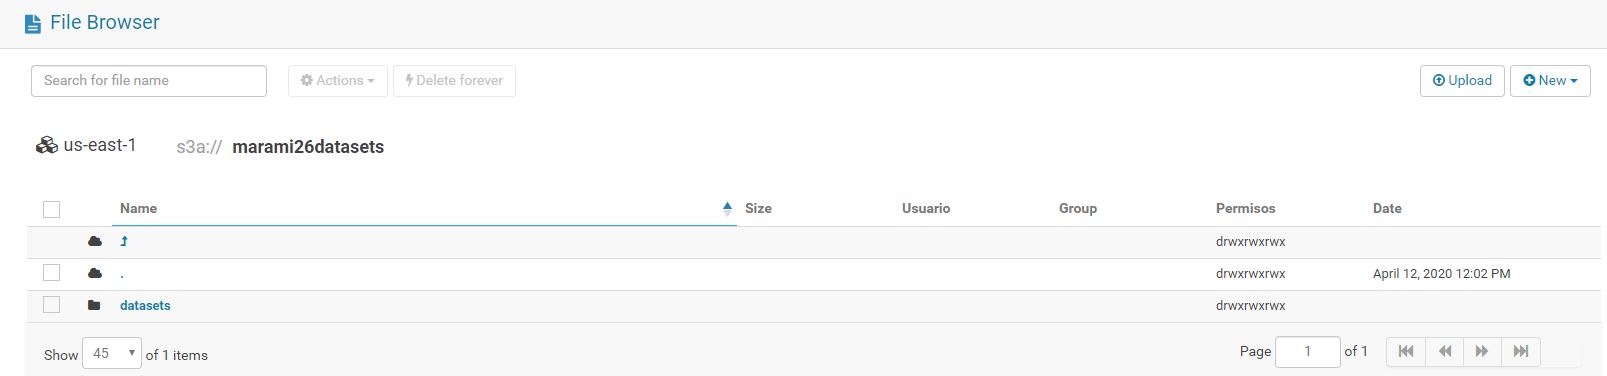 File Browser
Search for file name Actions Delete forever Upload New
us-east-1 s3a:// marami26datasets
Name Size Usuario Group Permisos Date
drwxrwxrwx
. drwxrwxrwx April 12, 2020 12:02 PM
datasets drwxrwxrwx
Show 45 of 1 items Page 1 of 1